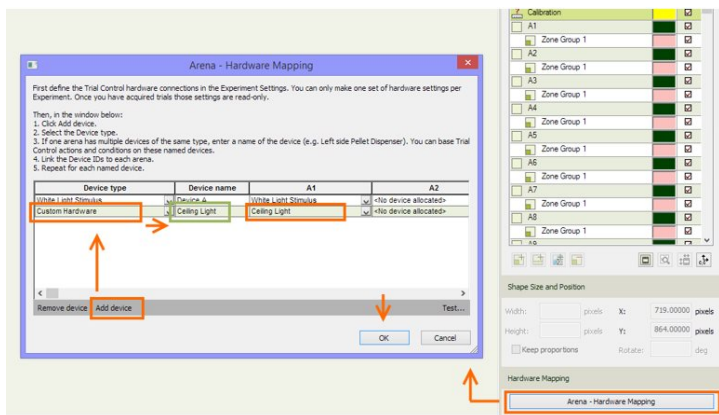 Arena - Hardware Mapping
First define the Trial Control hardware connections in the Experiment Settings. You can only make one set of hardware settings per
Experiment. Once you have acquired trials those settings are read-only.
Then, in the window below:
1. Click Add device.
2. Select the Device type.
3. If one arena has multiple devices of the same type, enter a name of the device (e.g. Left side Pellet Dispenser). You can base Trial
Control actions and conditions on these named devices.
4. Link the Device IDs to each arena.
5. Repeat for each named device.
Device type Device name A1 A2
White Light Stimulus Device A White Light Stimulus <No device allocated>
Custom Hardware Ceiling Light Ceiling Light <No device allocated>
Remove device Add device Test...
OK Cancel
Calibration
A1
Zone Group 1
A2
Zone Group 1
A3
Zone Group 1
A4
Zone Group 1
A5
Zone Group 1
A6
Zone Group 1
A7
Zone Group 1
A8
Zone Group 1
A9
Shape Size and Position
Width: pixels X: 719.00000 pixels
Height: pixels Y: 864.00000 pixels
Keep proportions Rotate: deg
Hardware Mapping
Arena - Hardware Mapping